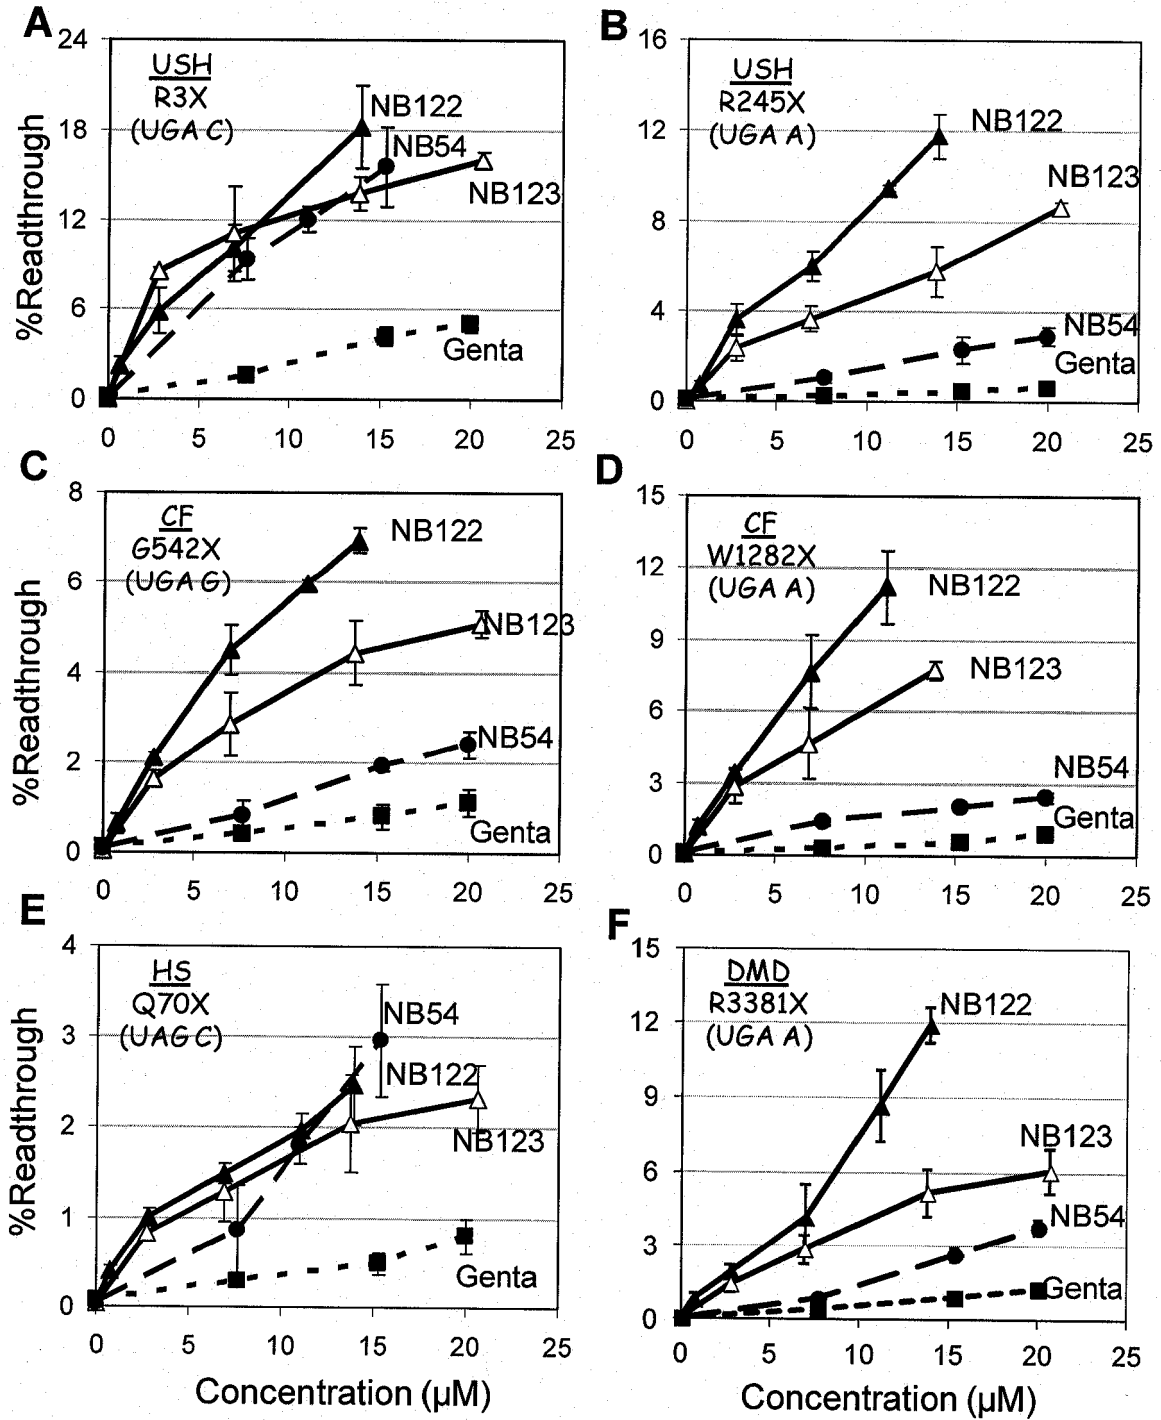 A
%Readthrough
24
18
12
6
0
USH
R3X
(UGA C)
NB122
NB54
NB123
Genta
0 5 10 15 20 25
B
16
12
8
4
0
USH
R245X
(UGA A)
NB122
NB123
NB54
Genta
0 5 10 15 20 25
C
%Readthrough
8
6
4
2
0
CF
G542X
(UGA G)
NB122
NB123
NB54
Genta
0 5 10 15 20 25
D
15
12
9
6
3
0
CF
W1282X
(UGA A)
NB122
NB123
NB54
Genta
0 5 10 15 20 25
E
%Readthrough
4
3
2
1
0
HS
Q70X
(UAG C)
NB54
NB122
NB123
Genta
0 5 10 15 20 25
Concentration (µM)
F
15
12
9
6
3
0
DMD
R3381X
(UGA A)
NB122
NB123
NB54
Genta
0 5 10 15 20 25
Concentration (µM)